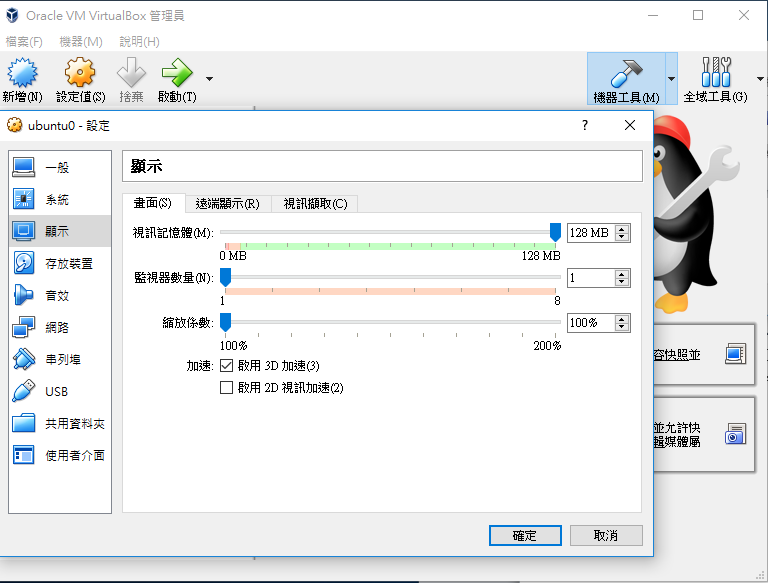 Oracle VM VirtualBox 管理員
檔案(F) 機器(M) 說明(H)
新增(N) 設定值(S) 捨棄 啟動(T) 機器工具(M) 全域工具(G)
ubuntu0 - 設定 ?
一般
系統
顯示
存放裝置
音效
網路
串列埠
USB
共用資料夾
使用者介面
顯示
畫面(S) 遠端顯示(R) 視訊擷取(C)
視訊記憶體(M): 128 MB
0 MB 128 MB
監視器數量(N): 1
1 8
縮放係數: 100%
100% 200%
加速: 啟用 3D 加速(3)
啟用 2D 視訊加速(2)
確定 取消
容快照並
並允許快
輯媒體屬